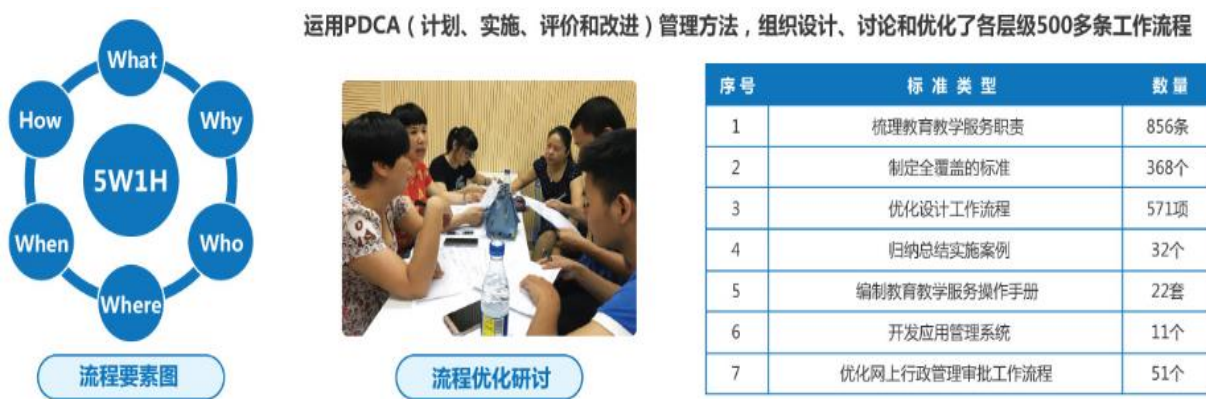 运用PDCA（计划、实施、评价和改进）管理方法，组织设计、讨论和优化了各层级500多条工作流程
What
How
Why
5W1H
When
Who
Where
流程要素图
流程优化研讨
序号 标准类型 数量
1 梳理教育教学服务职责 856条
2 制定全覆盖的标准 368个
3 优化设计工作流程 571项
4 归纳总结实施案例 32个
5 编制教育教学服务操作手册 22套
6 开发应用管理系统 11个
7 优化网上行政管理审批工作流程 51个